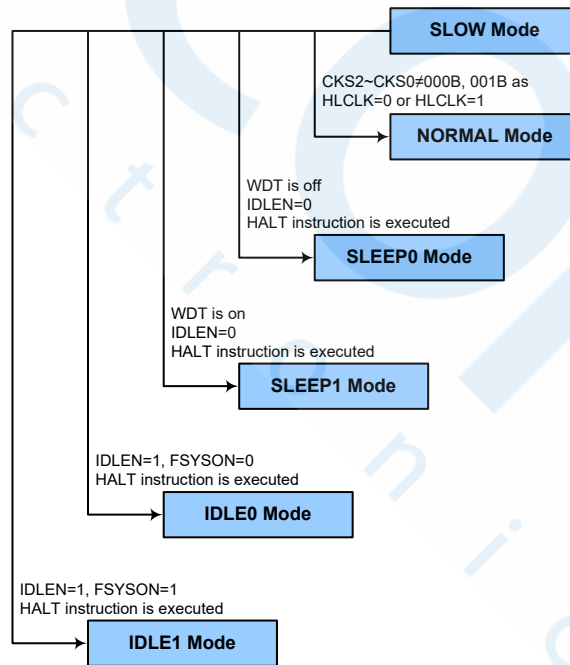 SLOW Mode
CKS2~CKS0≠000B, 001B as
HLCLK=0 or HLCLK=1
NORMAL Mode
WDT is off
IDLEN=0
HALT instruction is executed
SLEEP0 Mode
WDT is on
IDLEN=0
HALT instruction is executed
SLEEP1 Mode
IDLEN=1, FSYSON=0
HALT instruction is executed
IDLE0 Mode
IDLEN=1, FSYSON=1
HALT instruction is executed
IDLE1 Mode
c t r o n i c